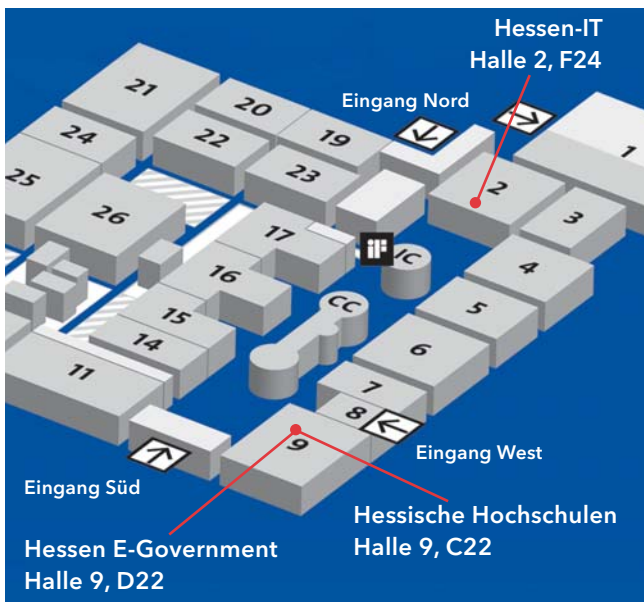 Hessen-IT
Halle 2, F24
Eingang Nord
21
20
19
1
24
22
23
2
25
26
3
17
iF
IC
4
16
CC
5
15
6
14
11
7
8
9
Eingang West
Eingang Süd
Hessische Hochschulen
Halle 9, C22
Hessen E-Government
Halle 9, D22